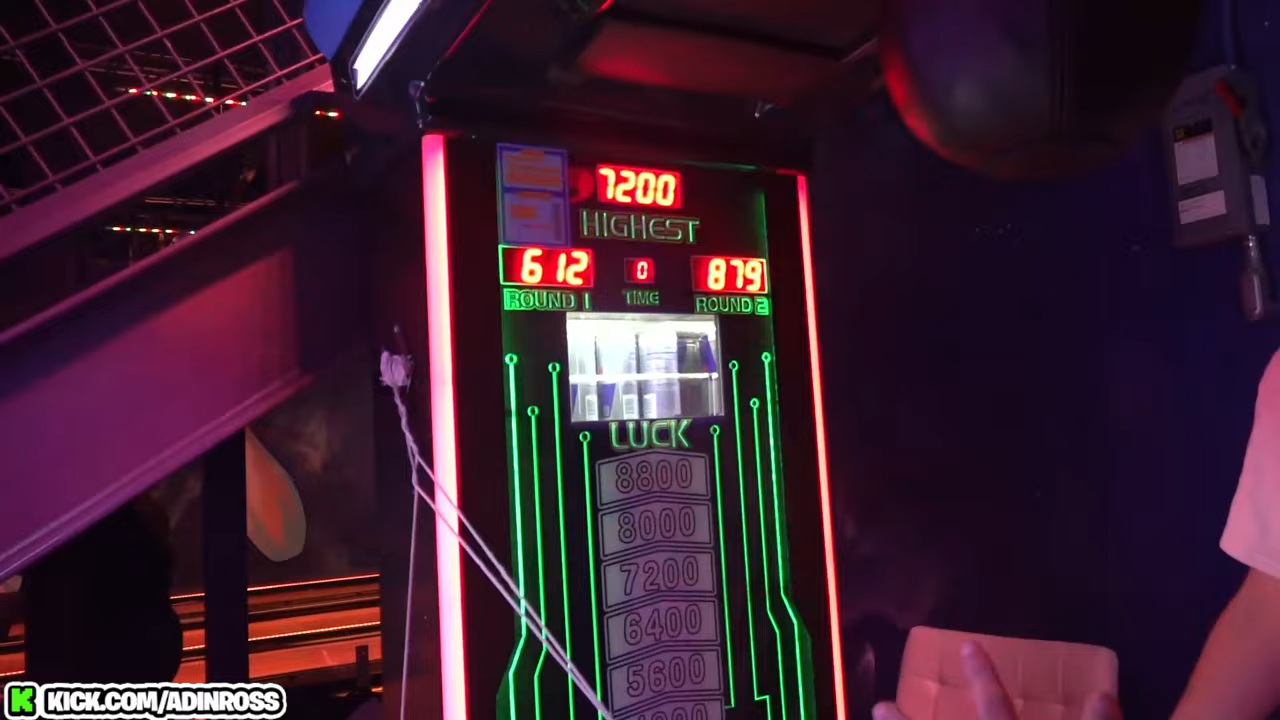 7200
HIGHEST
612
0
879
ROUND 1
TIME
ROUND 2
LUCK
8800
8000
7200
6400
5600
KICK.COM/ADINROSS